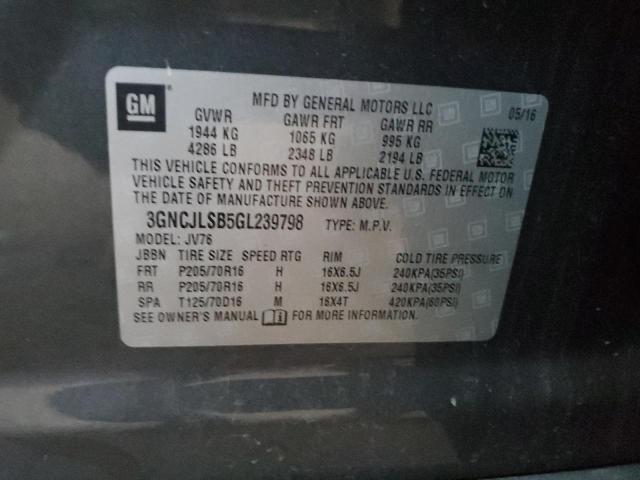 GM
MFD BY GENERAL MOTORS LLC
05/16
GVWR GAWR FRT GAWR RR
1944 KG 1065 KG 995 KG
4286 LB 2348 LB 2194 LB
THIS VEHICLE CONFORMS TO ALL APPLICABLE U.S. FEDERAL MOTOR
VEHICLE SAFETY AND THEFT PREVENTION STANDARDS IN EFFECT ON
THE DATE OF MANUFACTURE SHOWN ABOVE.
3GNCJLSB5GL239798 TYPE: M.P.V.
MODEL: JV76
JBBN TIRE SIZE SPEED RTG RIM COLD TIRE PRESSURE
FRT P205/70R16 H 16X6.5J 240KPA(35PSI)
RR P205/70R16 H 16X6.5J 240KPA(35PSI)
SPA T125/70D16 M 16X4T 420KPA(60PSI)
SEE OWNER'S MANUAL FOR MORE INFORMATION.